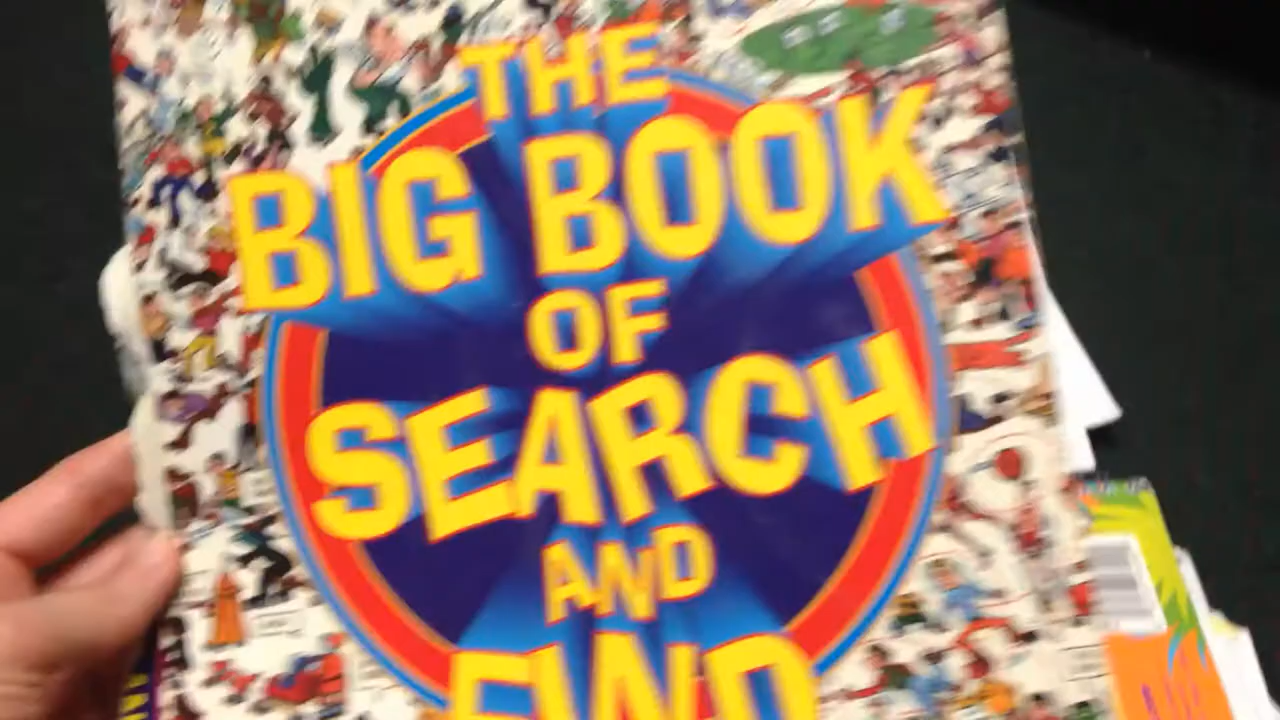 THE
BIG BOOK
OF
SEARCH
AND
FIND